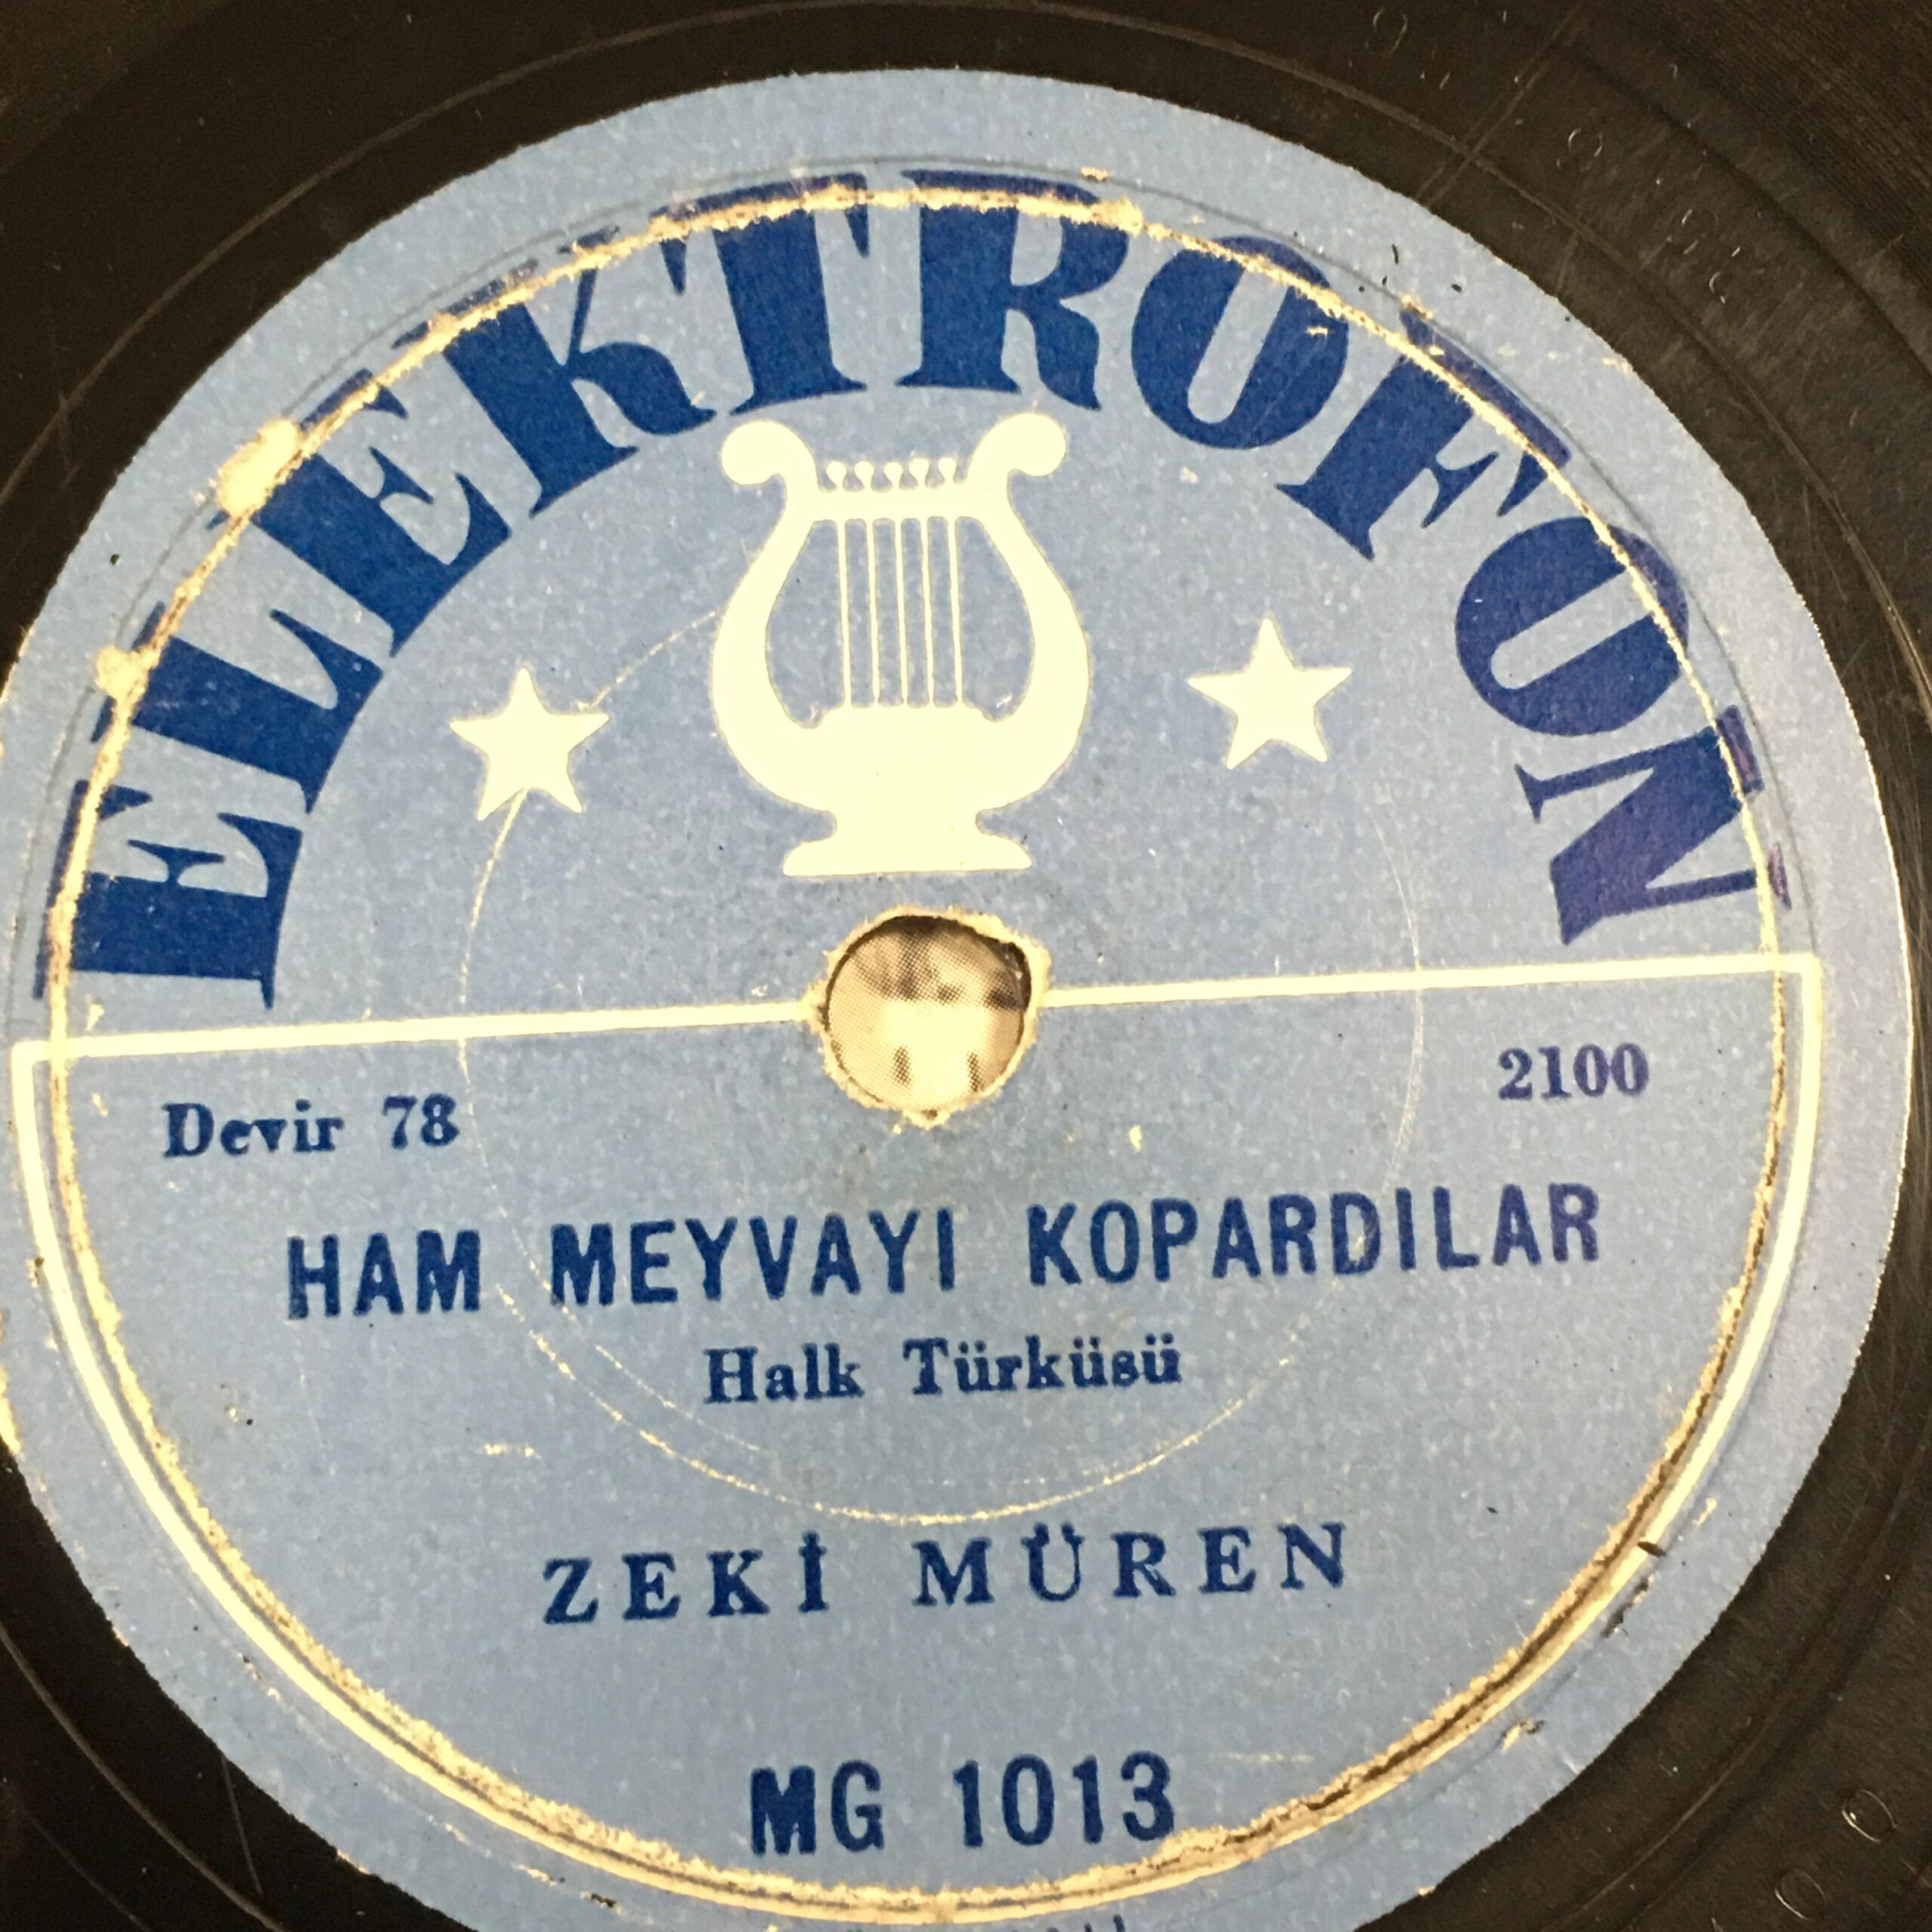 ELEKTROFON
Devir 78
2100
HAM MEYVAYI KOPARDILAR
Halk Türküsü
ZEKİ MÜREN
MG 1013